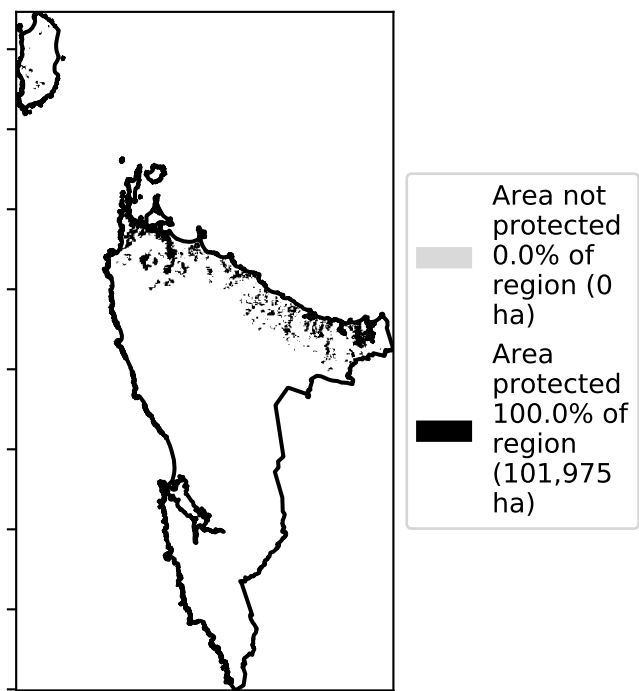 Area not
protected
0.0% of
region (0
ha)
Area
protected
100.0% of
region
(101,975
ha)